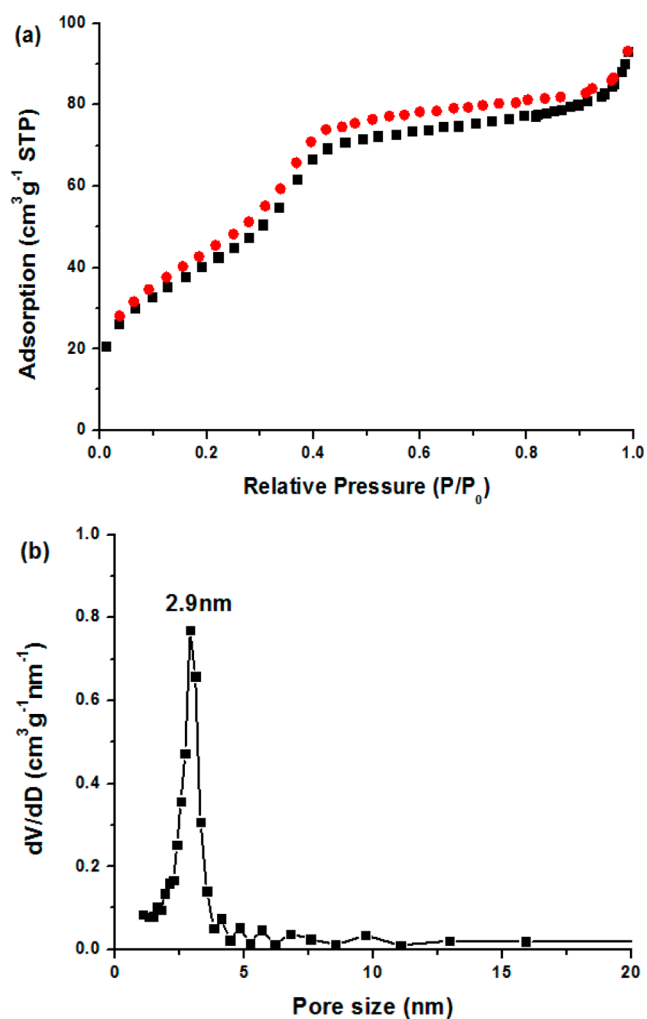 (a)
100
80
60
40
20
0
Adsorption (cm³g⁻¹ STP)
0.0 0.2 0.4 0.6 0.8 1.0
Relative Pressure (P/P₀)
(b)
2.9nm
1.0
0.8
0.6
0.4
0.2
0.0
dV/dD (cm³g⁻¹nm⁻¹)
0 5 10 15 20
Pore size (nm)